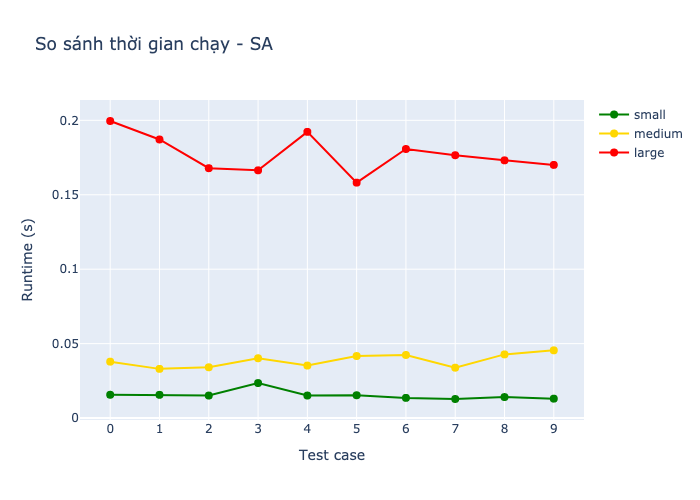 So sánh thời gian chạy - SA
small
medium
large
0.2
0.15
0.1
0.05
0
Runtime (s)
0 1 2 3 4 5 6 7 8 9
Test case